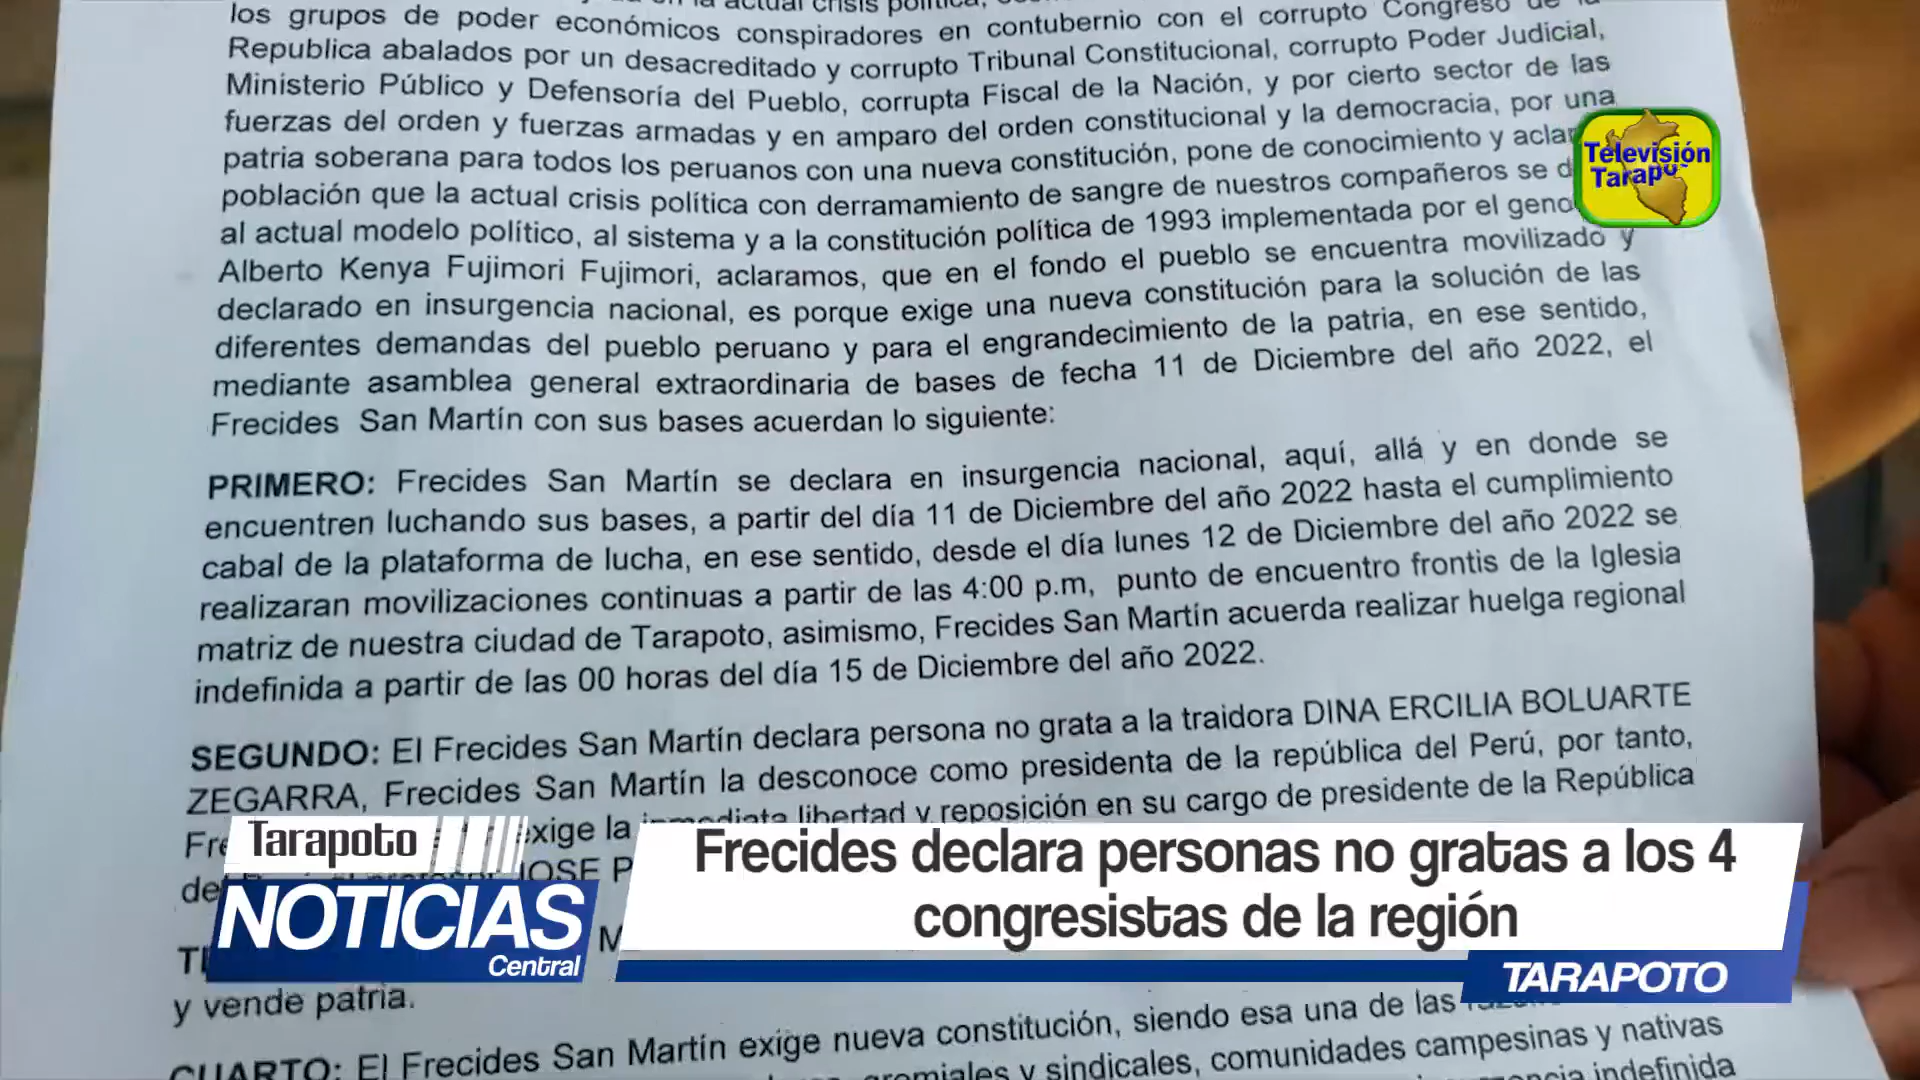 los grupos de poder económicos conspiradores en contubernio con el corrupto Congreso de la
Republica abalados por un desacreditado y corrupto Tribunal Constitucional, corrupto Poder Judicial,
Ministerio Público y Defensoría del Pueblo, corrupta Fiscal de la Nación, y por cierto sector de las
fuerzas del orden y fuerzas armadas y en amparo del orden constitucional y la democracia, por una
patria soberana para todos los peruanos con una nueva constitución, pone de conocimiento y
población que la actual crisis política con derramamiento de sangre de nuestros compañeros se
al actual modelo político, al sistema y a la constitución política de 1993 implementada por el
Alberto Kenya Fujimori Fujimori, aclaramos, que en el fondo el pueblo se encuentra movilizado y
declarado en insurgencia nacional, es porque exige una nueva constitución para la solución de las
diferentes demandas del pueblo peruano y para el engrandecimiento de la patria, en ese sentido,
mediante asamblea general extraordinaria de bases de fecha 11 de Diciembre del año 2022, el
Frecides San Martín con sus bases acuerdan lo siguiente:
PRIMERO: Frecides San Martín se declara en insurgencia nacional, aquí, allá y en donde se
encuentren luchando sus bases, a partir del día 11 de Diciembre del año 2022 hasta el cumplimiento
cabal de la plataforma de lucha, en ese sentido, desde el día lunes 12 de Diciembre del año 2022 se
realizaran movilizaciones continuas a partir de las 4:00 p.m, punto de encuentro frontis de la Iglesia
matriz de nuestra ciudad de Tarapoto, asimismo, Frecides San Martín acuerda realizar huelga regional
indefinida a partir de las 00 horas del día 15 de Diciembre del año 2022.
SEGUNDO: El Frecides San Martín declara persona no grata a la traidora DINA ERCILIA BOLUARTE
ZEGARRA, Frecides San Martín la desconoce como presidenta de la república del Perú, por tanto,
exige la inmediata libertad y reposición en su cargo de presidente de la República
y vende patria.
CUARTO: El Frecides San Martín exige nueva constitución, siendo esa una de las
gremiales y sindicales, comunidades campesinas y nativas
indefinida
Televisión
Tarapoto
Tarapoto
NOTICIAS
Central
Frecides declara personas no gratas a los 4
congresistas de la región
TARAPOTO